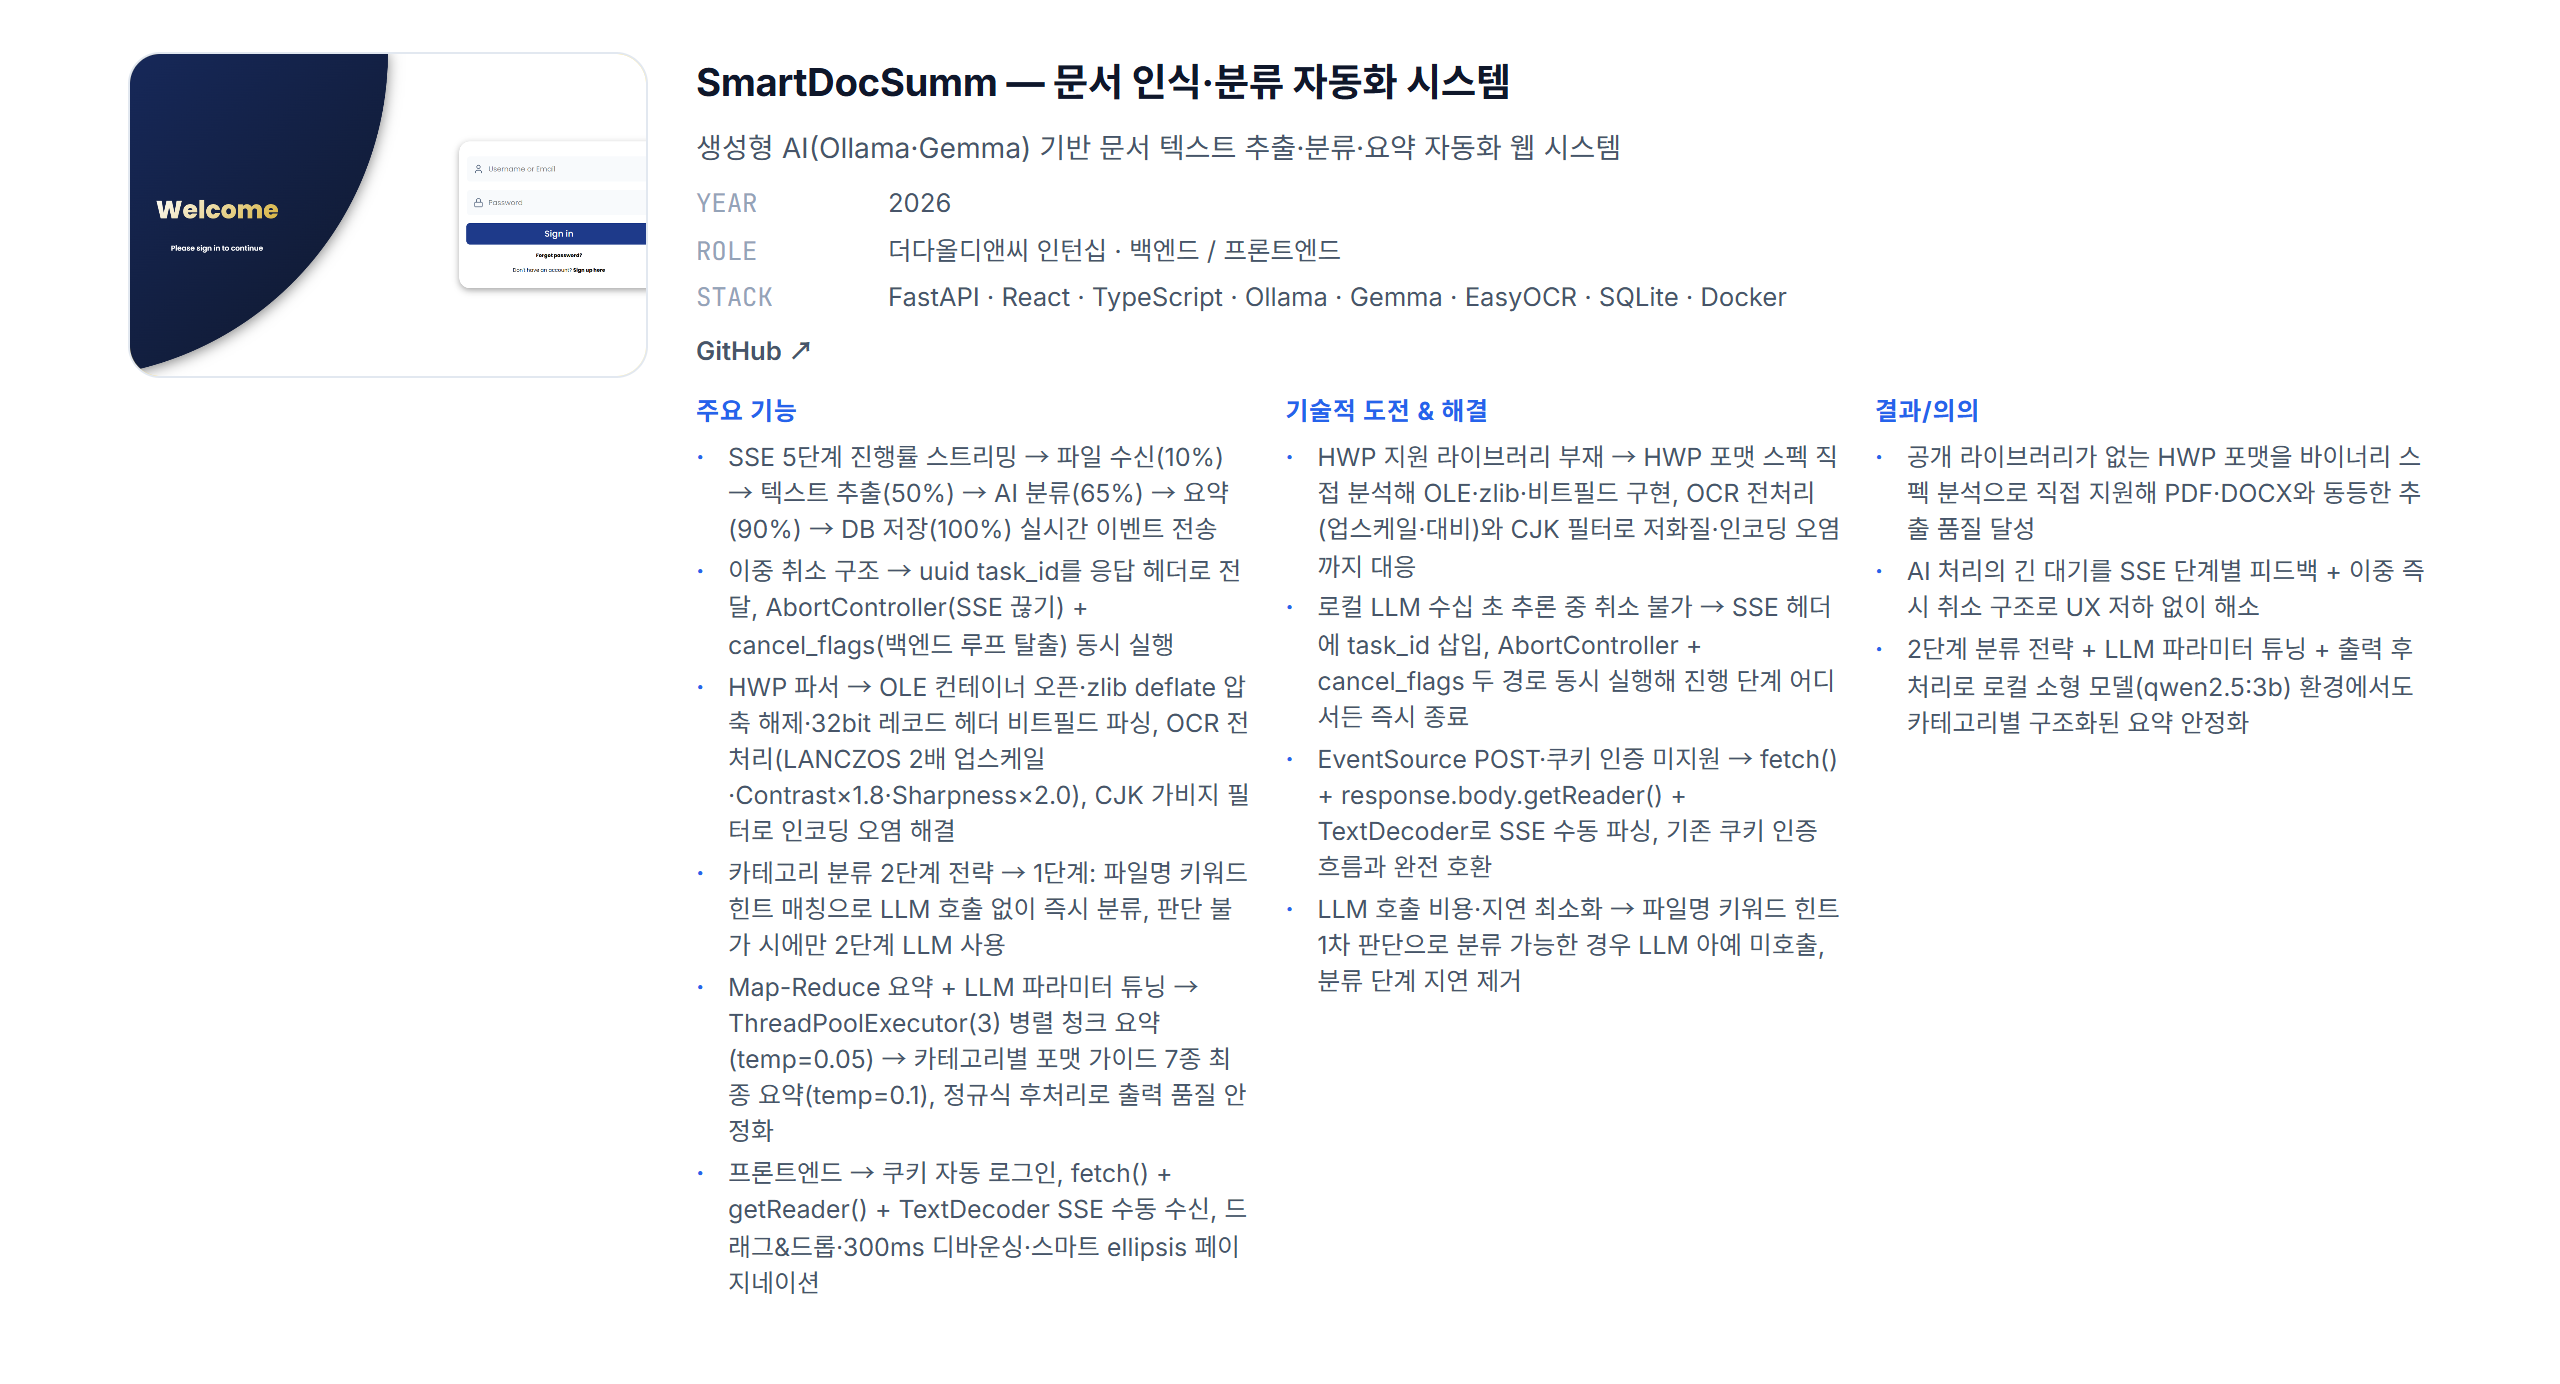 Welcome
Please sign in to continue
Username or Email
Password
Sign in
Forgot password?
Don't have an account? Sign up here
SmartDocSumm — 문서 인식·분류 자동화 시스템
생성형 AI(Ollama·Gemma) 기반 문서 텍스트 추출·분류·요약 자동화 웹 시스템
YEAR 2026
ROLE 더다올디앤씨 인턴십 · 백엔드 / 프론트엔드
STACK FastAPI · React · TypeScript · Ollama · Gemma · EasyOCR · SQLite · Docker
GitHub ↗
주요 기능
· SSE 5단계 진행률 스트리밍 → 파일 수신(10%)
→ 텍스트 추출(50%) → AI 분류(65%) → 요약
(90%) → DB 저장(100%) 실시간 이벤트 전송
· 이중 취소 구조 → uuid task_id를 응답 헤더로 전
달, AbortController(SSE 끊기) +
cancel_flags(백엔드 루프 탈출) 동시 실행
· HWP 파서 → OLE 컨테이너 오픈·zlib deflate 압
축 해제·32bit 레코드 헤더 비트필드 파싱, OCR 전
처리(LANCZOS 2배 업스케일
·Contrast×1.8·Sharpness×2.0), CJK 가비지 필
터로 인코딩 오염 해결
· 카테고리 분류 2단계 전략 → 1단계: 파일명 키워드
힌트 매칭으로 LLM 호출 없이 즉시 분류, 판단 불
가 시에만 2단계 LLM 사용
· Map-Reduce 요약 + LLM 파라미터 튜닝 →
ThreadPoolExecutor(3) 병렬 청크 요약
(temp=0.05) → 카테고리별 포맷 가이드 7종 최
종 요약(temp=0.1), 정규식 후처리로 출력 품질 안
정화
· 프론트엔드 → 쿠키 자동 로그인, fetch() +
getReader() + TextDecoder SSE 수동 수신, 드
래그&드롭·300ms 디바운싱·스마트 ellipsis 페이
지네이션
기술적 도전 & 해결
· HWP 지원 라이브러리 부재 → HWP 포맷 스펙 직
접 분석해 OLE·zlib·비트필드 구현, OCR 전처리
(업스케일·대비)와 CJK 필터로 저화질·인코딩 오염
까지 대응
· 로컬 LLM 수십 초 추론 중 취소 불가 → SSE 헤더
에 task_id 삽입, AbortController +
cancel_flags 두 경로 동시 실행해 진행 단계 어디
서든 즉시 종료
· EventSource POST·쿠키 인증 미지원 → fetch()
+ response.body.getReader() +
TextDecoder로 SSE 수동 파싱, 기존 쿠키 인증
흐름과 완전 호환
· LLM 호출 비용·지연 최소화 → 파일명 키워드 힌트
1차 판단으로 분류 가능한 경우 LLM 아예 미호출,
분류 단계 지연 제거
결과/의의
· 공개 라이브러리가 없는 HWP 포맷을 바이너리 스
펙 분석으로 직접 지원해 PDF·DOCX와 동등한 추
출 품질 달성
· AI 처리의 긴 대기를 SSE 단계별 피드백 + 이중 즉
시 취소 구조로 UX 저하 없이 해소
· 2단계 분류 전략 + LLM 파라미터 튜닝 + 출력 후
처리로 로컬 소형 모델(qwen2.5:3b) 환경에서도
카테고리별 구조화된 요약 안정화